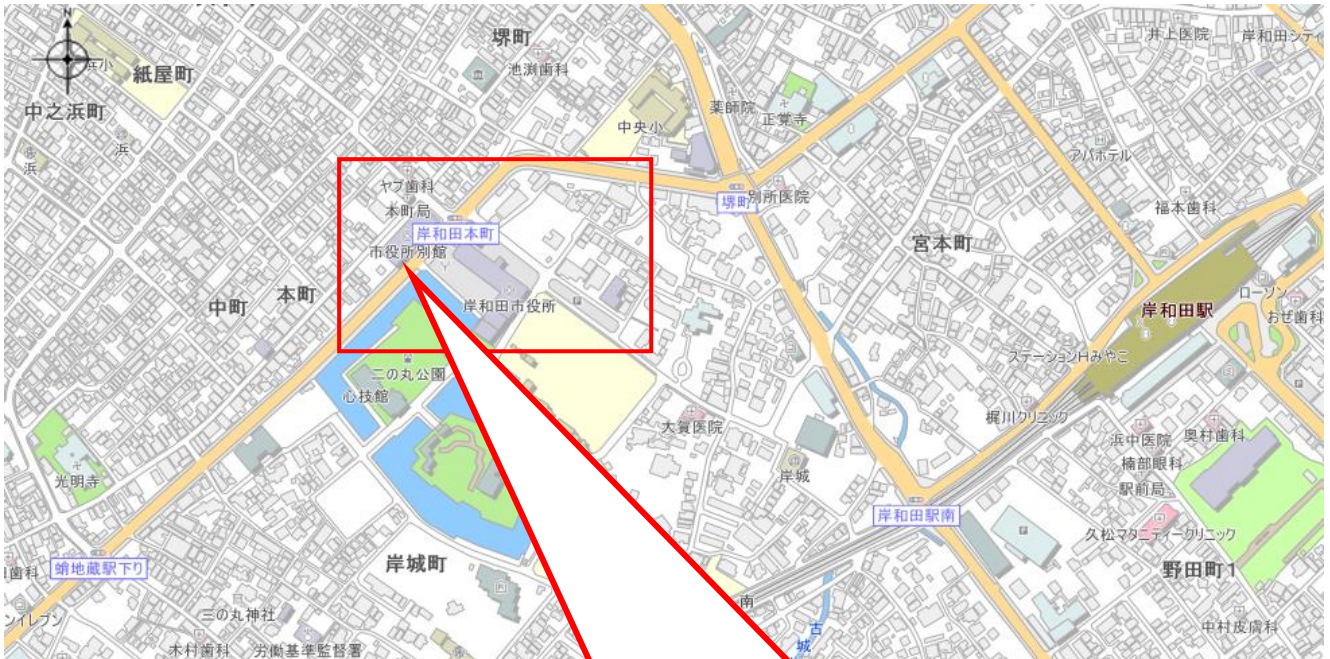 N
堺町
井上医院
岸和田シティ
浜小
紙屋町
池渕歯科
中之浜町
薬師院
正覚寺
中央小
浜
浜
アパホテル
ヤブ歯科
堺町
別所医院
福本歯科
本町局
岸和田本町
宮本町
市役所別館
本町
中町
岸和田市役所
岸和田駅
ローソン
おぜ歯科
ステーションHみやこ
二の丸公園
心技館
梶川クリニック
大賀医院
浜中医院
奥村歯科
楠部眼科
光明寺
岸城
駅前局
岸和田駅南
久松マタニティークリニック
岸城町
蛸地蔵駅下り
歯科
野田町1
南
三の丸神社
ンイレブン
古城
中村皮膚科
木村歯科
労働基準監督署